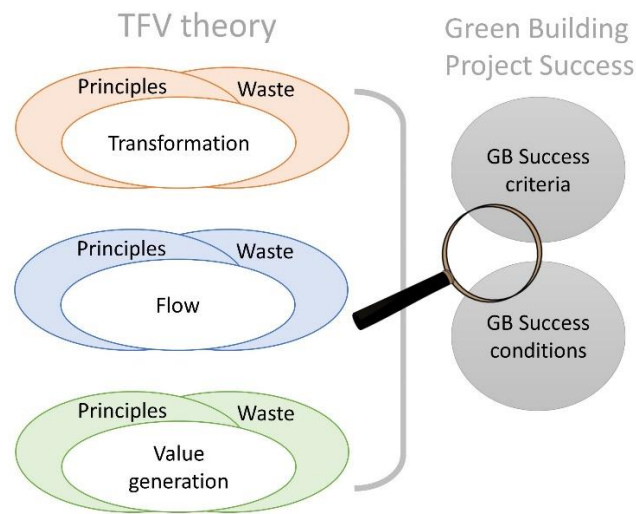 TFV theory
Principles Waste
Transformation
Principles Waste
Flow
Principles Waste
Value
generation
Green Building
Project Success
GB Success
criteria
GB Success
conditions